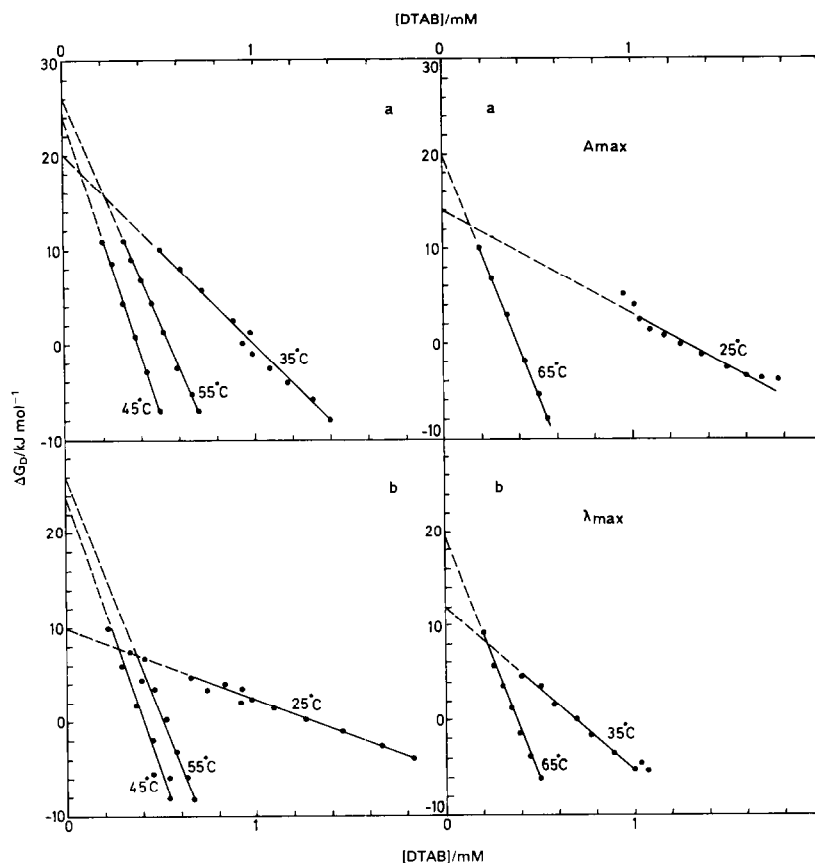 [DTAB]/mM
0 1 0 1
30 30
a a
Amax
20 20
10 10
0 0
35°C
25°C
65°C
55°C
45°C
-10 -10
ΔG_D/kJ mol⁻¹
b b
λmax
20 20
10 10
25°C
0 0
35°C
65°C
55°C
45°C
-10 -10
0 1 0 1
[DTAB]/mM